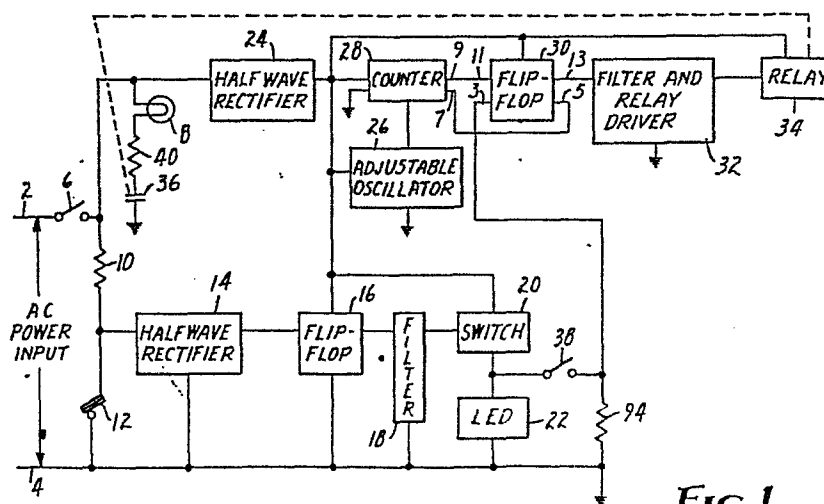 24
28
9
11
30
13
HALFWAVE
RECTIFIER
COUNTER
FLIP-
FLOP
FILTER AND
RELAY
DRIVER
RELAY
34
3
5
7
8
40
36
26
ADJUSTABLE
OSCILLATOR
32
2
6
10
AC
POWER
INPUT
14
16
20
HALFWAVE
RECTIFIER
FLIP-
FLOP
FILTER
SWITCH
38
12
18
LED
22
94
4
FIG.1